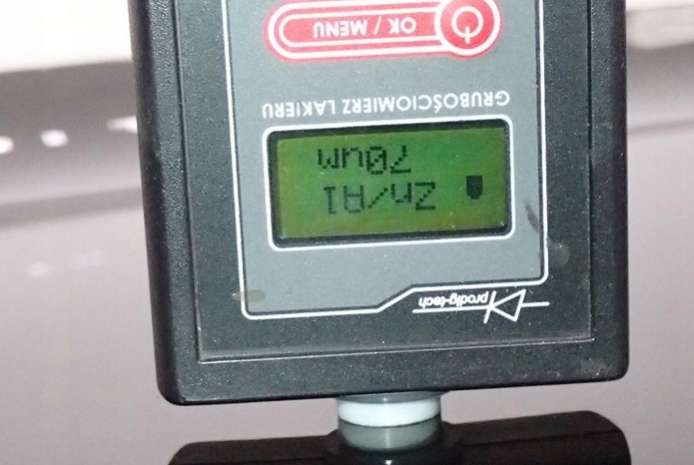 prodig-tech
Zn/Al
70um
GRUBOŚCIOMIERZ LAKIERU
OK / MENU